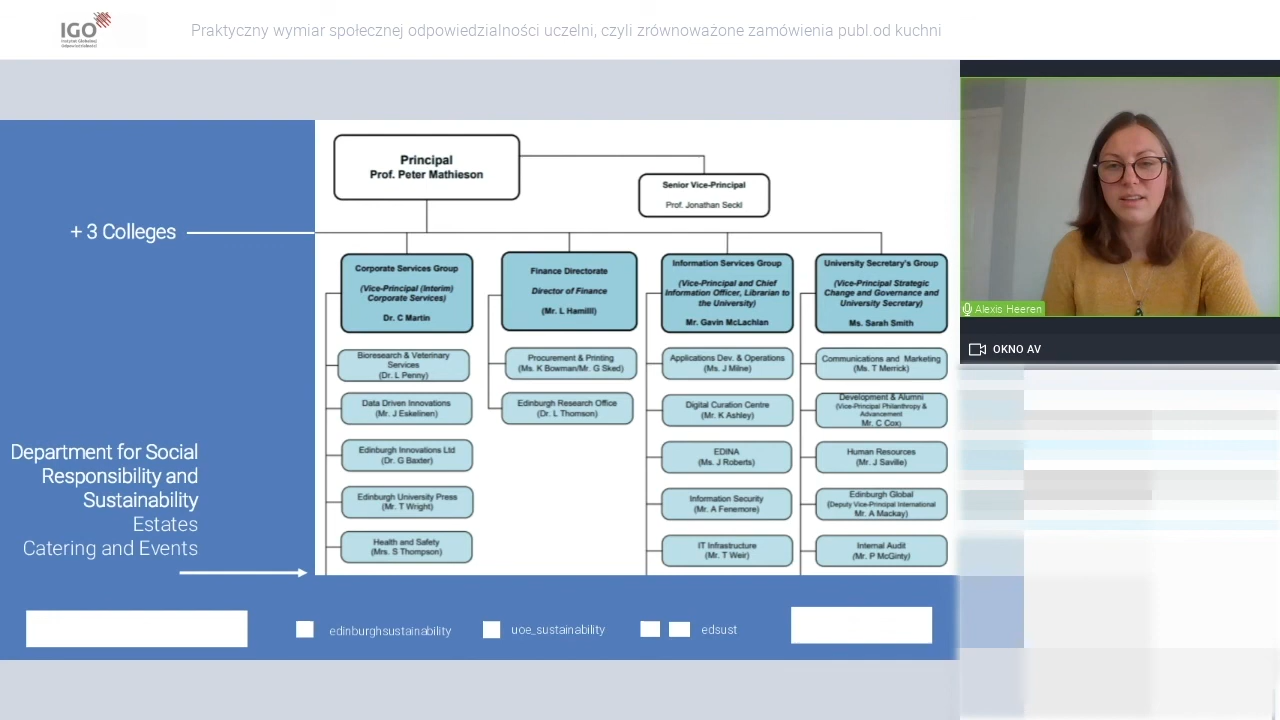 IGO
Instytut Globalnej
Odpowiedzialności
Praktyczny wymiar społecznej odpowiedzialności uczelni, czyli zrównoważone zamówienia publ.od kuchni
+ 3 Colleges
Department for Social
Responsibility and
Sustainability
Estates
Catering and Events
Principal
Prof. Peter Mathieson
Senior Vice-Principal
Prof. Jonathan Seckl
Corporate Services Group
(Vice-Principal (Interim)
Corporate Services)
Dr. C Martin
Bioresearch & Veterinary
Services
(Dr. L Penny)
Data Driven Innovations
(Mr. J Eskelinen)
Edinburgh Innovations Ltd
(Dr. G Baxter)
Edinburgh University Press
(Mr. T Wright)
Health and Safety
(Mrs. S Thompson)
Finance Directorate
Director of Finance
(Mr. L Hamilll)
Procurement & Printing
(Ms. K Bowman/Mr. G Sked)
Edinburgh Research Office
(Dr. L Thomson)
Information Services Group
(Vice-Principal and Chief
Information Officer, Librarian to
the University)
Mr. Gavin McLachlan
Applications Dev. & Operations
(Ms. J Milne)
Digital Curation Centre
(Mr. K Ashley)
EDINA
(Ms. J Roberts)
Information Security
(Mr. A Fenemore)
IT Infrastructure
(Mr. T Weir)
University Secretary's Group
(Vice-Principal Strategic
Change and Governance and
University Secretary)
Ms. Sarah Smith
Communications and Marketing
(Ms. T Merrick)
Development & Alumni
(Vice-Principal Philanthropy &
Advancement
Mr. C Cox)
Human Resources
(Mr. J Saville)
Edinburgh Global
(Deputy Vice-Principal International
Mr. A Mackay)
Internal Audit
(Mr. P McGinty)
edinburghsustainability
uoe_sustainability
edsust
Alexis Heeren
OKNO AV